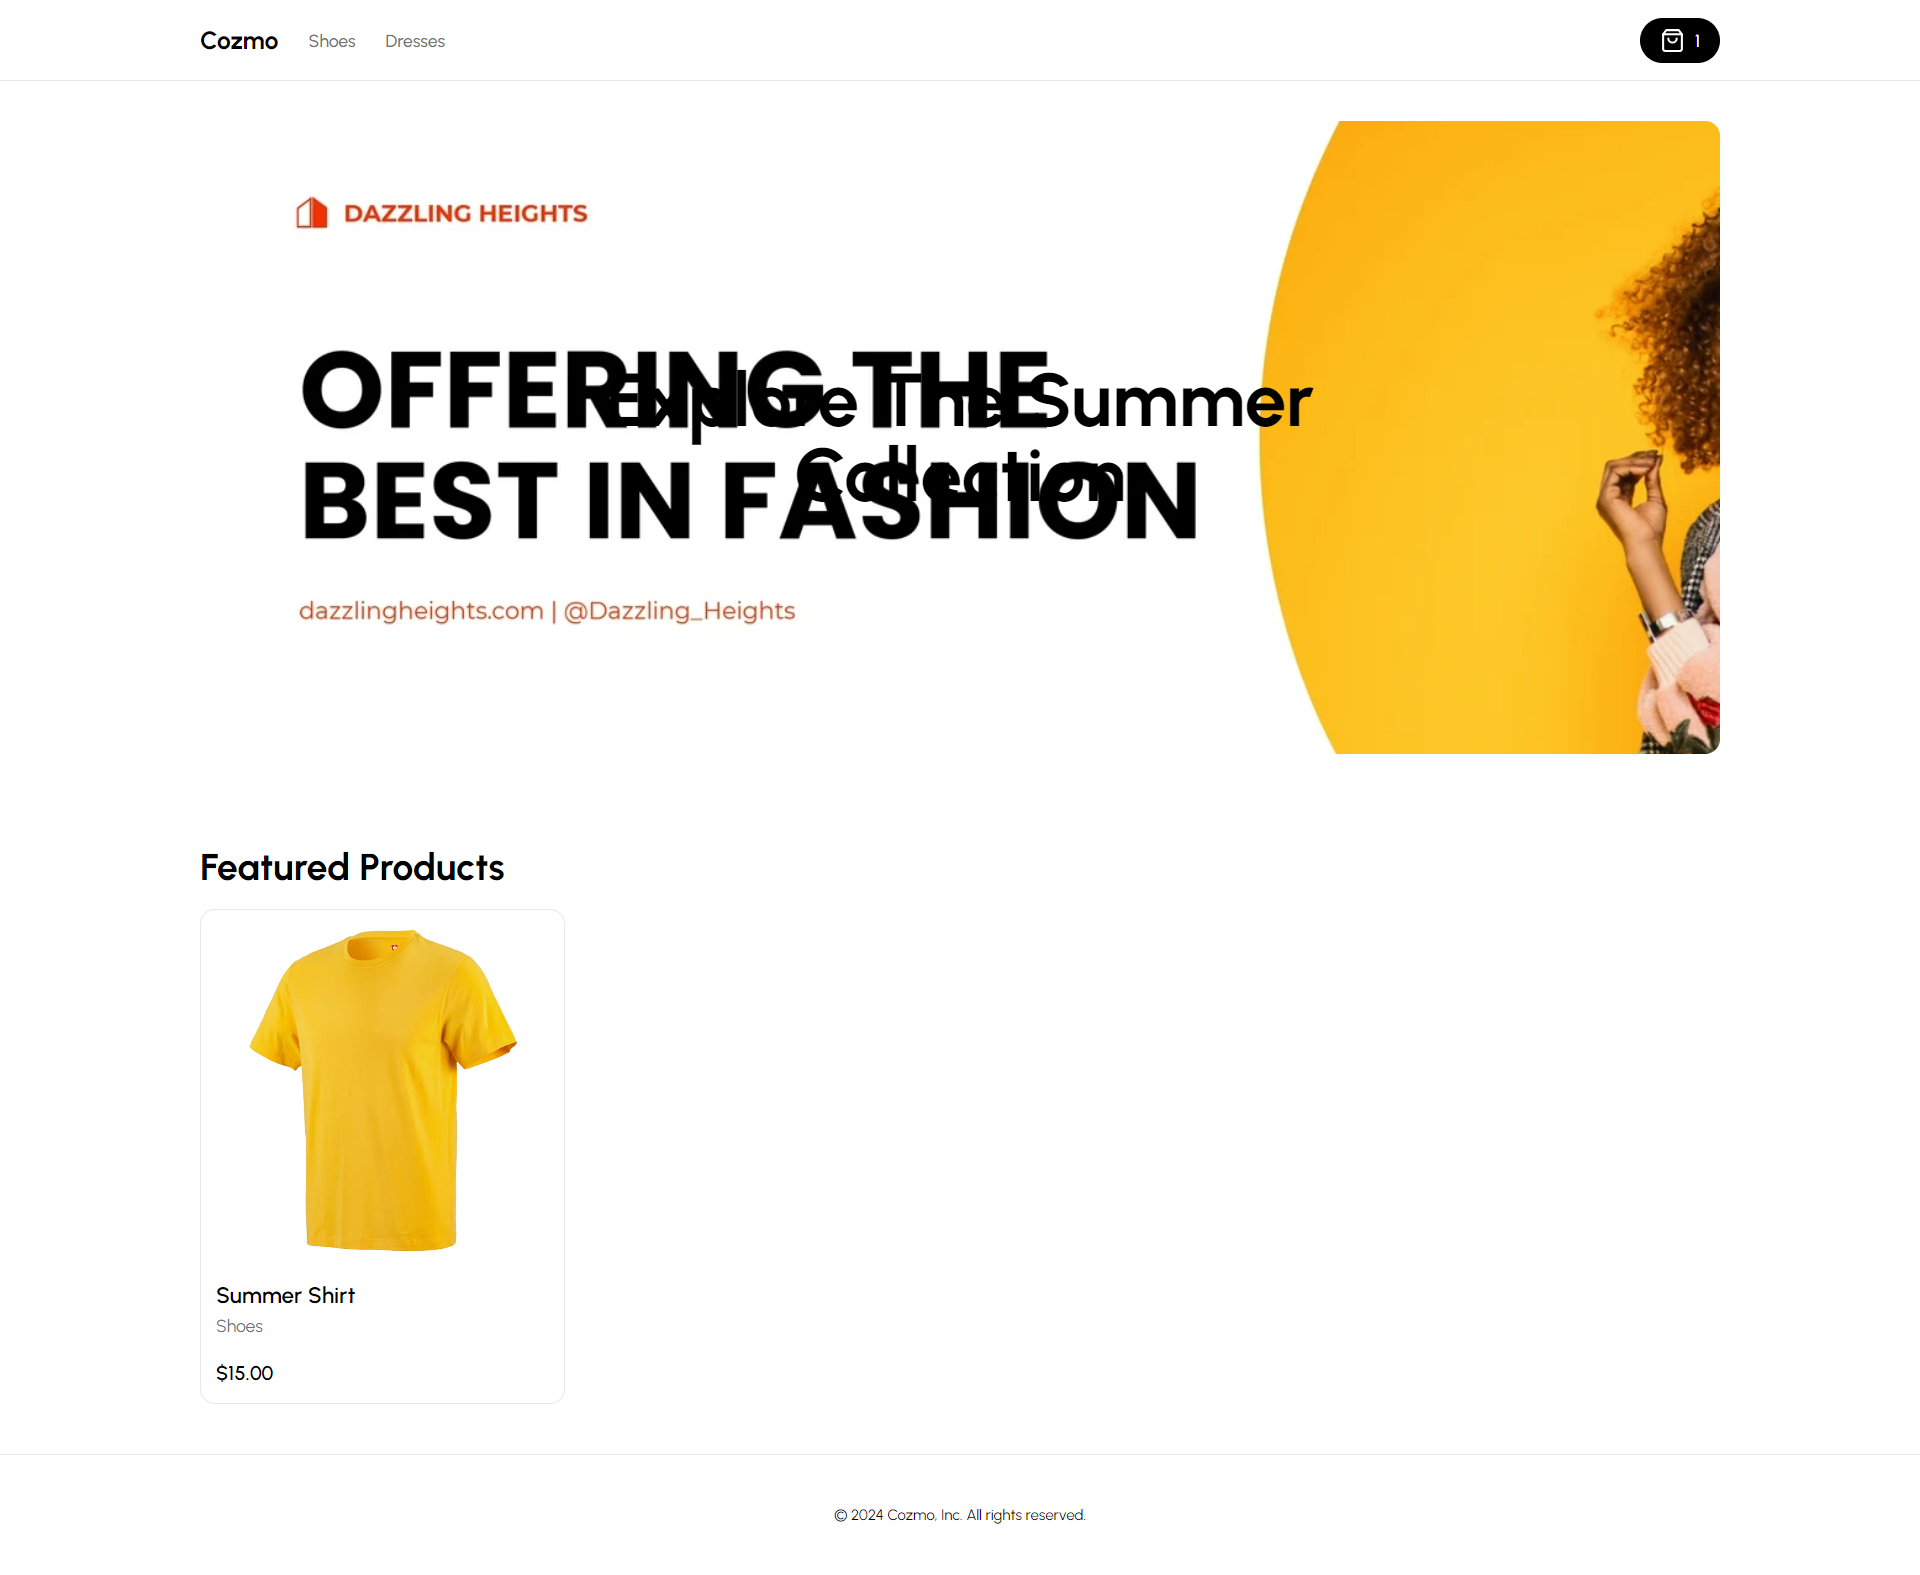 Cozmo Shoes Dresses 1
DAZZLING HEIGHTS
OFFERING THE
BEST IN FASHION
Explore The Summer
Collection
dazzlingheights.com | @Dazzling_Heights
Featured Products
Summer Shirt
Shoes
$15.00
© 2024 Cozmo, Inc. All rights reserved.